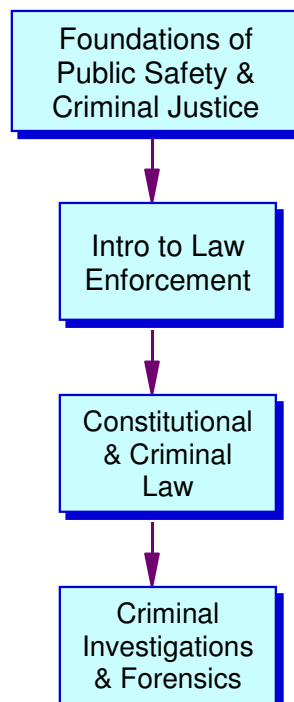 Foundations of
Public Safety &
Criminal Justice
Intro to Law
Enforcement
Constitutional
& Criminal
Law
Criminal
Investigations
& Forensics